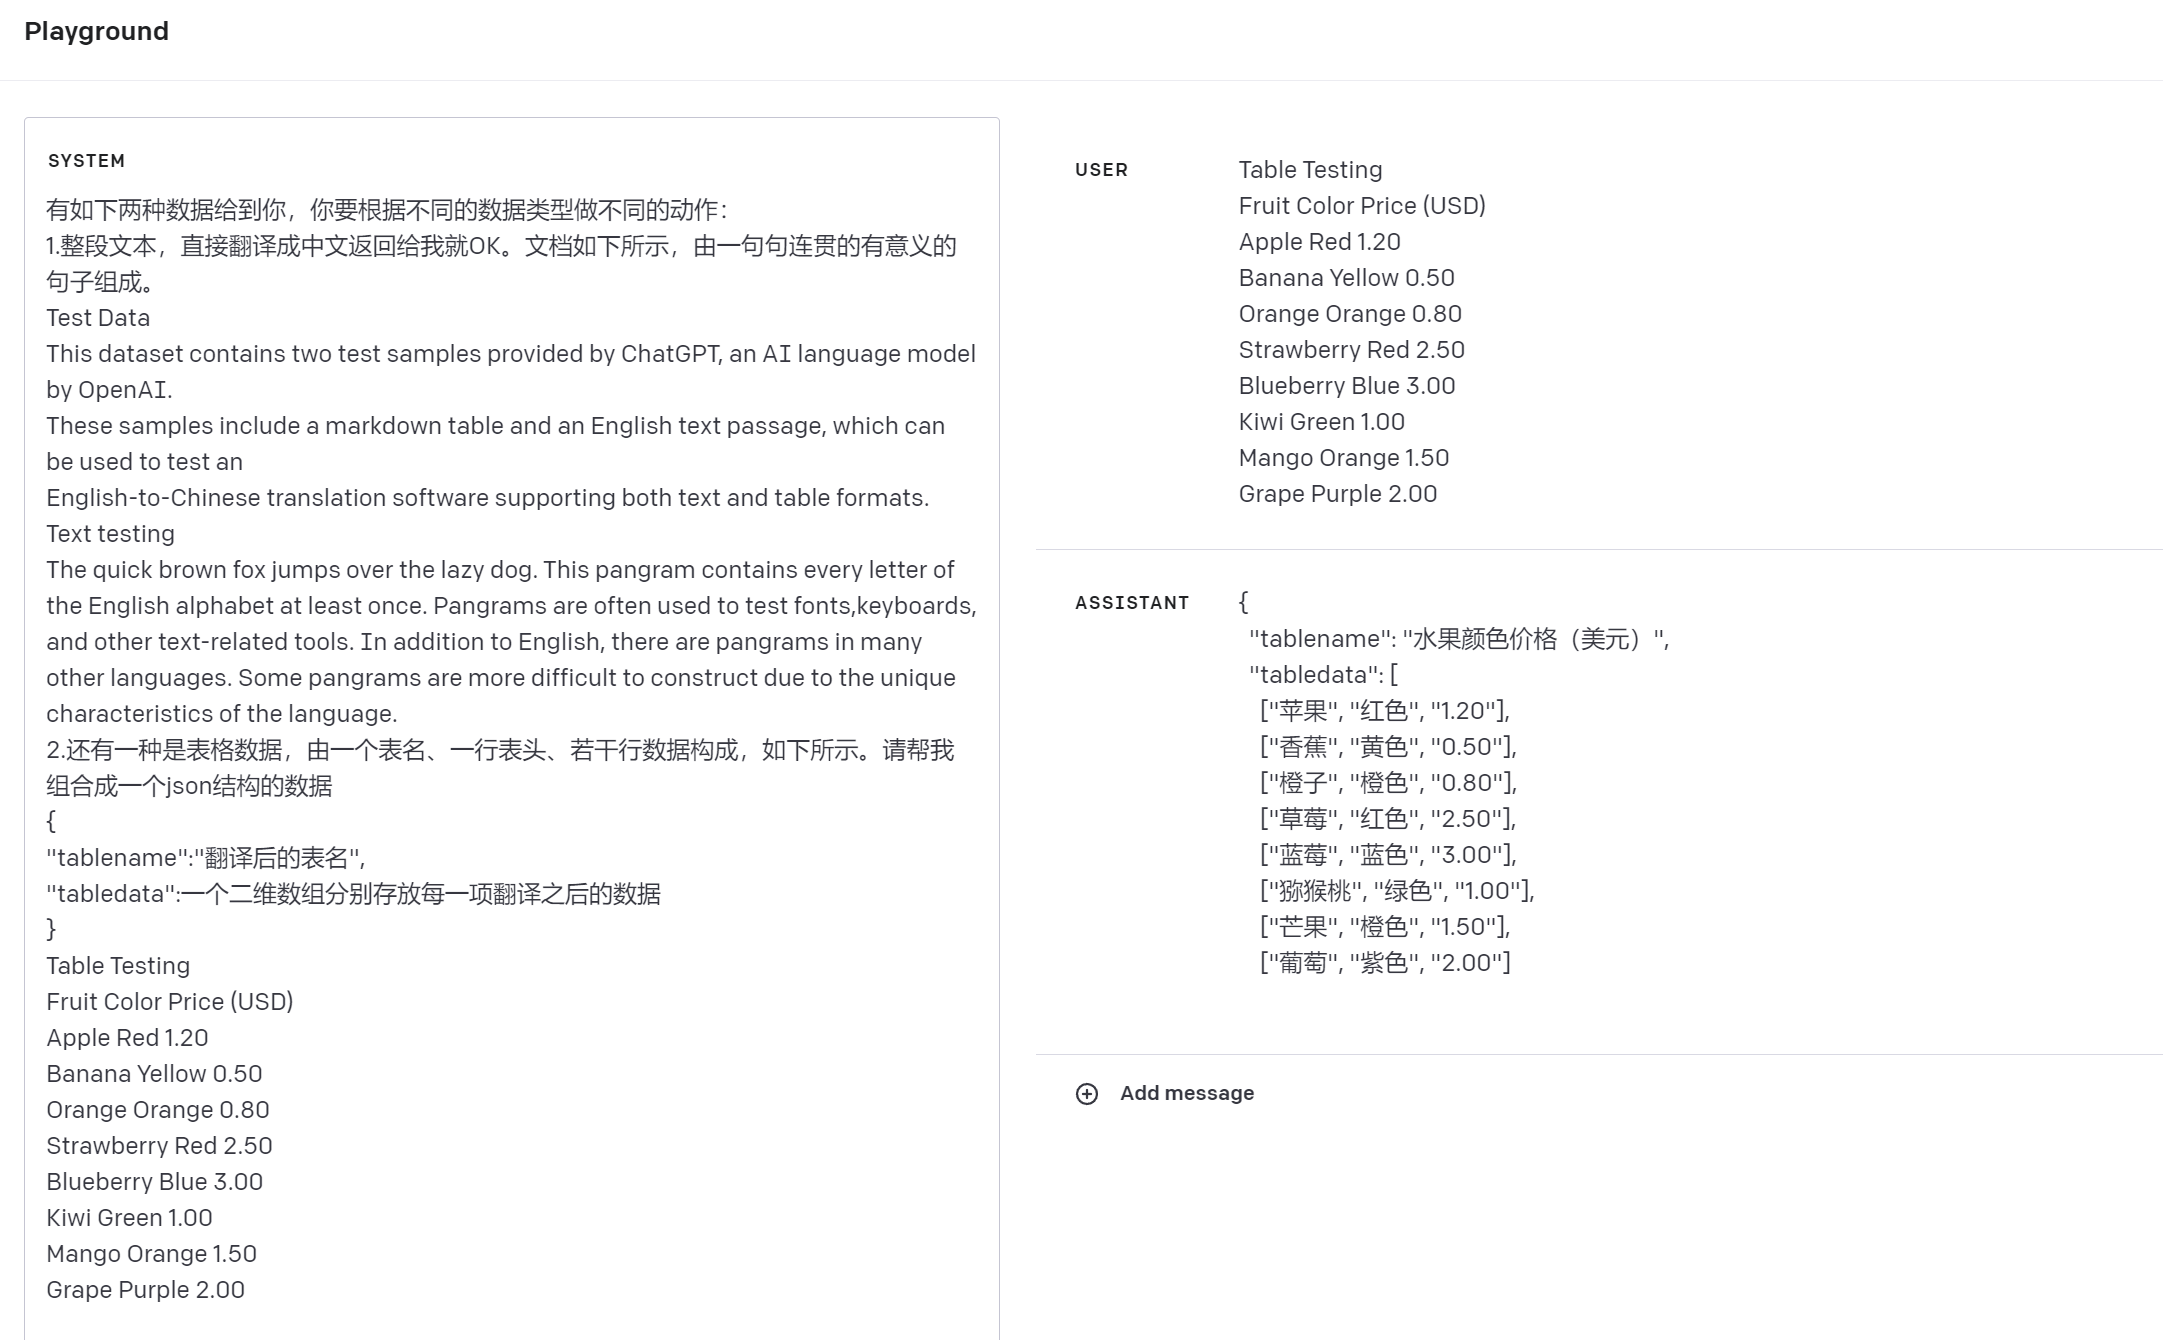 Playground
SYSTEM
有如下两种数据给到你，你要根据不同的数据类型做不同的动作：
1.整段文本，直接翻译成中文返回给我就OK。文档如下所示，由一句句连贯的有意义的
句子组成。
Test Data
This dataset contains two test samples provided by ChatGPT, an AI language model
by OpenAI.
These samples include a markdown table and an English text passage, which can
be used to test an
English-to-Chinese translation software supporting both text and table formats.
Text testing
The quick brown fox jumps over the lazy dog. This pangram contains every letter of
the English alphabet at least once. Pangrams are often used to test fonts,keyboards,
and other text-related tools. In addition to English, there are pangrams in many
other languages. Some pangrams are more difficult to construct due to the unique
characteristics of the language.
2.还有一种是表格数据，由一个表名、一行表头、若干行数据构成，如下所示。请帮我
组合成一个json结构的数据
{
"tablename":"翻译后的表名",
"tabledata":一个二维数组分别存放每一项翻译之后的数据
}
Table Testing
Fruit Color Price (USD)
Apple Red 1.20
Banana Yellow 0.50
Orange Orange 0.80
Strawberry Red 2.50
Blueberry Blue 3.00
Kiwi Green 1.00
Mango Orange 1.50
Grape Purple 2.00
USER
Table Testing
Fruit Color Price (USD)
Apple Red 1.20
Banana Yellow 0.50
Orange Orange 0.80
Strawberry Red 2.50
Blueberry Blue 3.00
Kiwi Green 1.00
Mango Orange 1.50
Grape Purple 2.00
ASSISTANT
{
"tablename": "水果颜色价格（美元）",
"tabledata": [
["苹果", "红色", "1.20"],
["香蕉", "黄色", "0.50"],
["橙子", "橙色", "0.80"],
["草莓", "红色", "2.50"],
["蓝莓", "蓝色", "3.00"],
["猕猴桃", "绿色", "1.00"],
["芒果", "橙色", "1.50"],
["葡萄", "紫色", "2.00"]
Add message